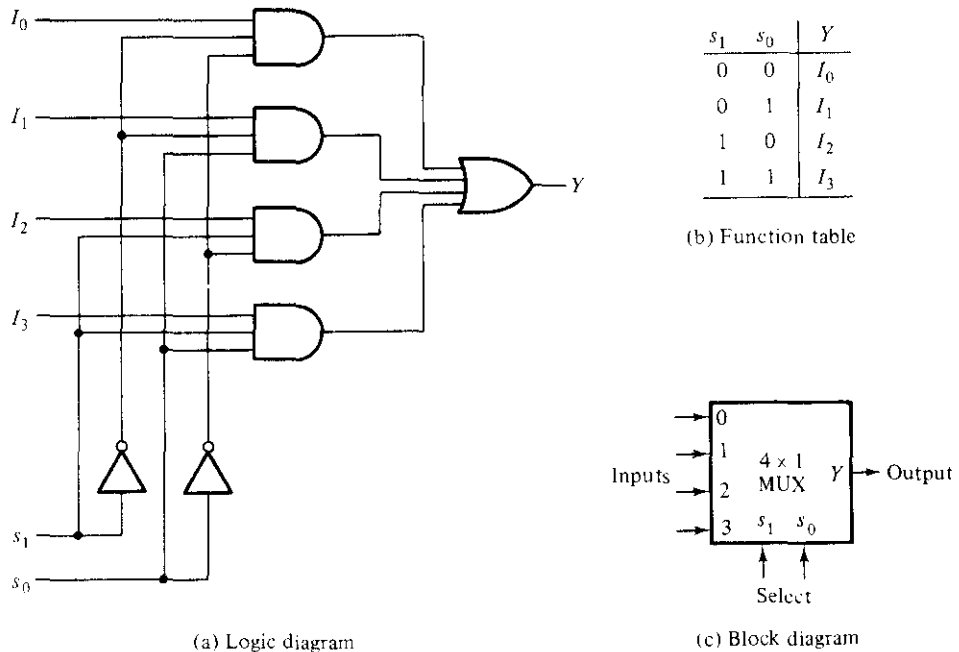 I₀
I₁
I₂
I₃
s₁
s₀
Y
(a) Logic diagram
s₁ s₀ Y
0 0 I₀
0 1 I₁
1 0 I₂
1 1 I₃
(b) Function table
Inputs
0
1
2
3
4 × 1
MUX
s₁ s₀
Y
Output
Select
(c) Block diagram